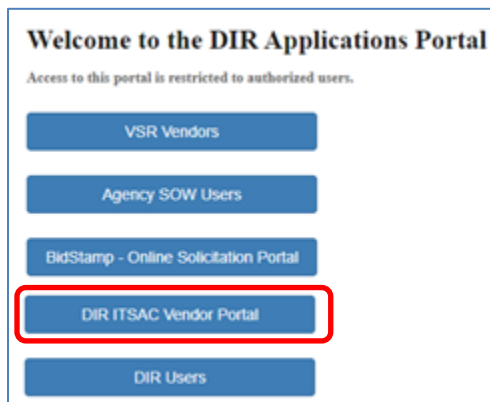 Welcome to the DIR Applications Portal
Access to this portal is restricted to authorized users.
VSR Vendors
Agency SOW Users
BidStamp - Online Solicitation Portal
DIR ITSAC Vendor Portal
DIR Users